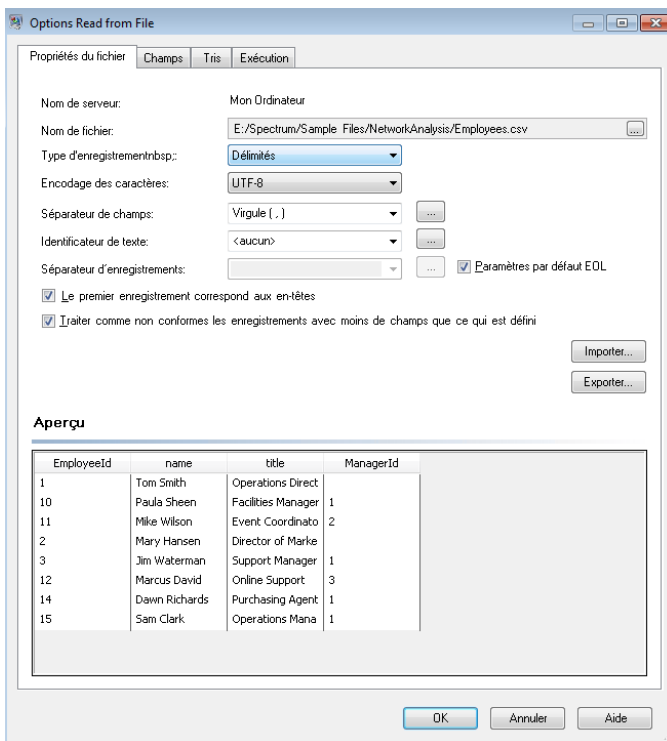 Options Read from File
Propriétés du fichier Champs Tris Exécution
Nom de serveur: Mon Ordinateur
Nom de fichier: E:/Spectrum/Sample Files/NetworkAnalysis/Employees.csv ...
Type d'enregistrementnbsp;: Délimités
Encodage des caractères: UTF-8
Séparateur de champs: Virgule ( , ) ...
Identificateur de texte: <aucun> ...
Séparateur d'enregistrements: ... Paramètres par défaut EOL
Le premier enregistrement correspond aux en-têtes
Traiter comme non conformes les enregistrements avec moins de champs que ce qui est défini
Importer...
Exporter...
Aperçu
EmployeeId name title ManagerId
1 Tom Smith Operations Direct
10 Paula Sheen Facilities Manager 1
11 Mike Wilson Event Coordinato 2
2 Mary Hansen Director of Marke
3 Jim Waterman Support Manager 1
12 Marcus David Online Support 3
14 Dawn Richards Purchasing Agent 1
15 Sam Clark Operations Mana 1
OK Annuler Aide